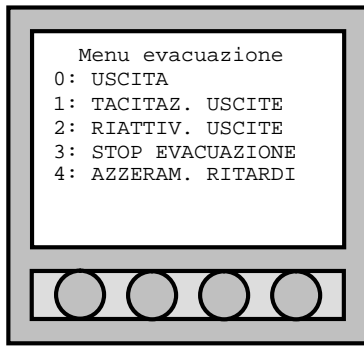 Menu evacuazione
0: USCITA
1: TACITAZ. USCITE
2: RIATTIV. USCITE
3: STOP EVACUAZIONE
4: AZZERAM. RITARDI